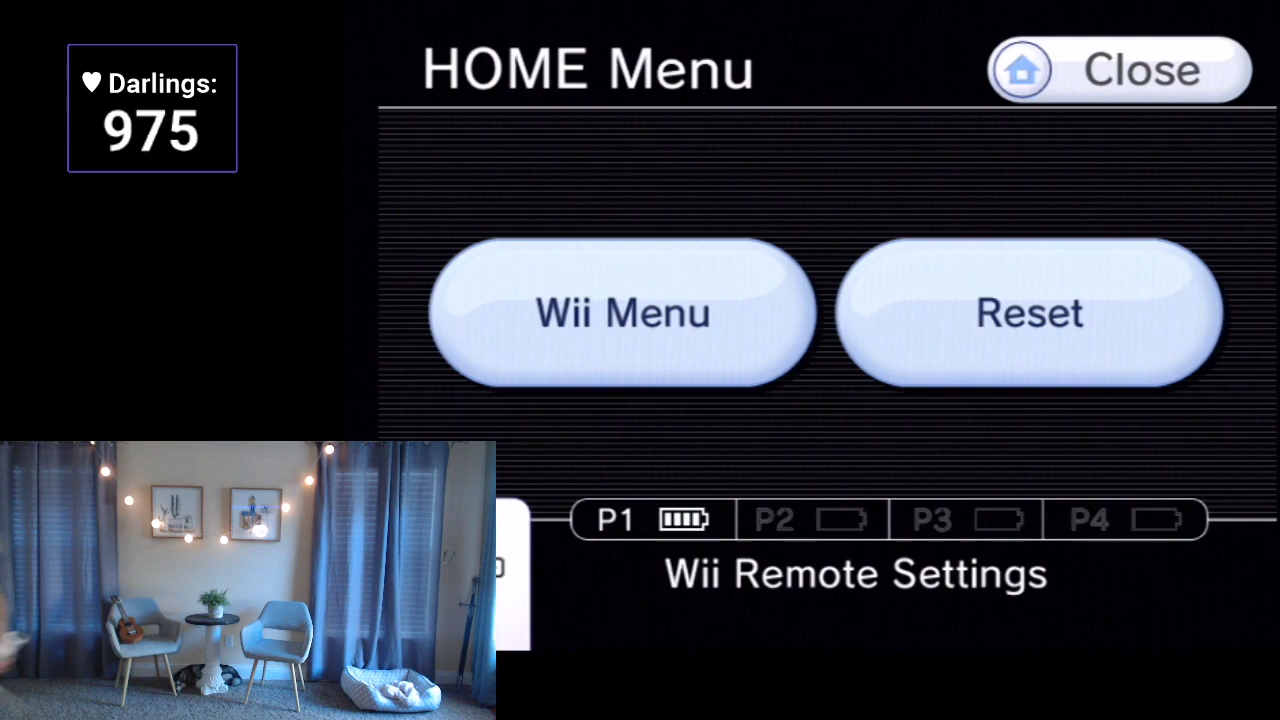 ♥ Darlings:
975
HOME Menu
Close
Wii Menu
Reset
P1
P2
P3
P4
Wii Remote Settings